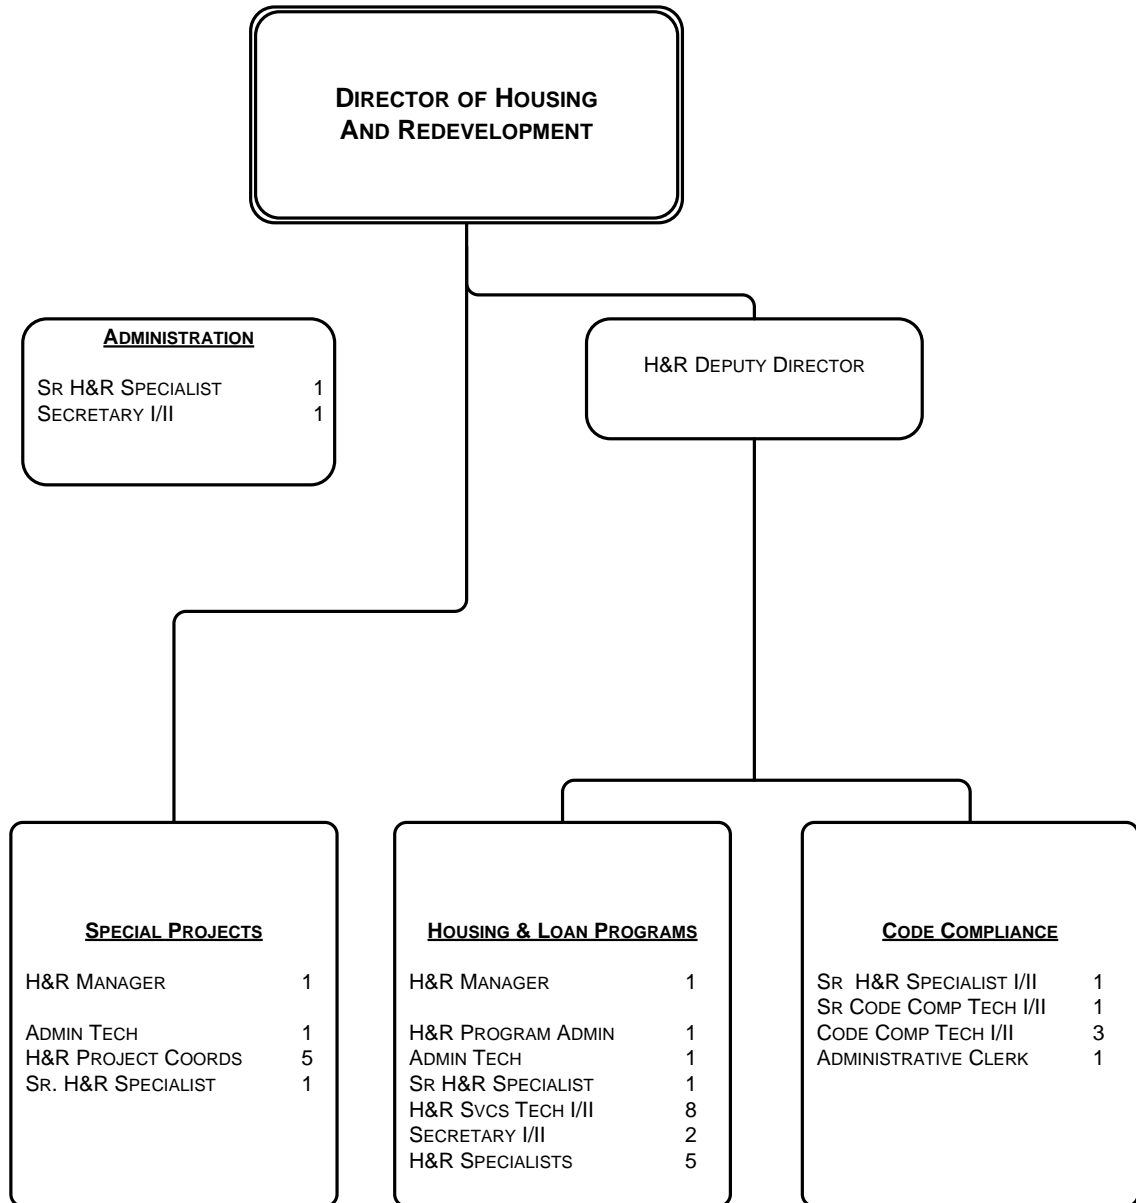 DIRECTOR OF HOUSING
AND REDEVELOPMENT
ADMINISTRATION
SR H&R SPECIALIST 1
SECRETARY I/II 1
H&R DEPUTY DIRECTOR
SPECIAL PROJECTS
H&R MANAGER 1
ADMIN TECH 1
H&R PROJECT COORDS 5
SR. H&R SPECIALIST 1
HOUSING & LOAN PROGRAMS
H&R MANAGER 1
H&R PROGRAM ADMIN 1
ADMIN TECH 1
SR H&R SPECIALIST 1
H&R SVCS TECH I/II 8
SECRETARY I/II 2
H&R SPECIALISTS 5
CODE COMPLIANCE
SR H&R SPECIALIST I/II 1
SR CODE COMP TECH I/II 1
CODE COMP TECH I/II 3
ADMINISTRATIVE CLERK 1